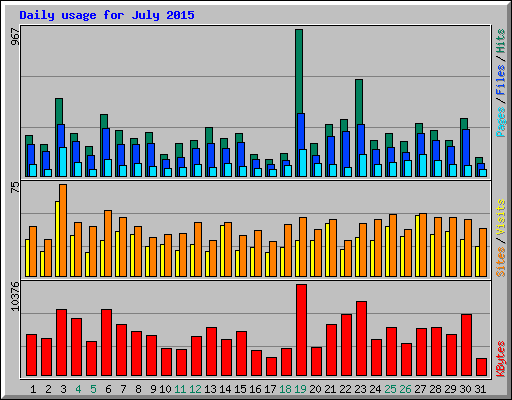 Daily usage for July 2015
967
Pages / Files / Hits
75
Sites / Visits
10376
KBytes
1 2 3 4 5 6 7 8 9 10 11 12 13 14 15 16 17 18 19 20 21 22 23 24 25 26 27 28 29 30 31